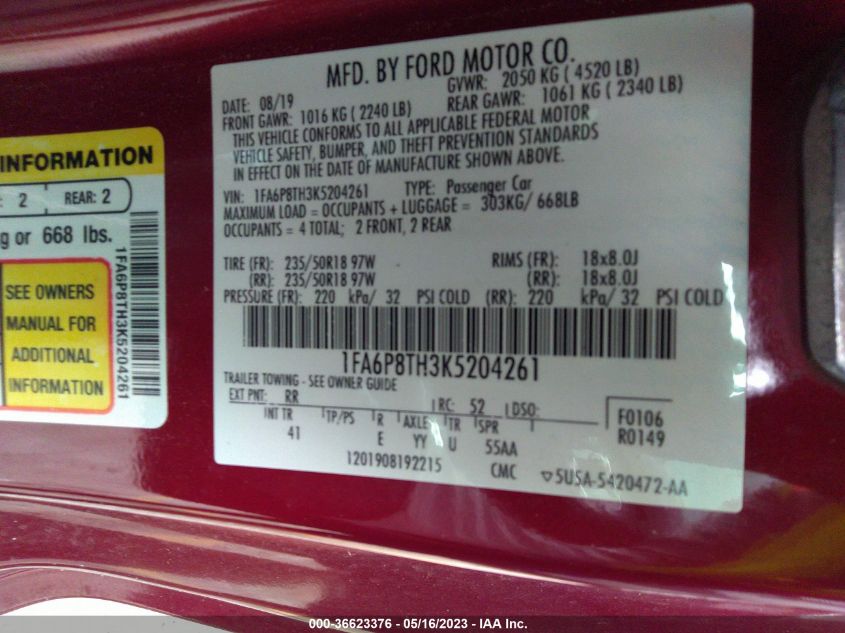 MFD. BY FORD MOTOR CO.
DATE: 08/19 GVWR: 2050 KG ( 4520 LB)
FRONT GAWR: 1016 KG ( 2240 LB) REAR GAWR: 1061 KG ( 2340 LB)
THIS VEHICLE CONFORMS TO ALL APPLICABLE FEDERAL MOTOR
VEHICLE SAFETY, BUMPER, AND THEFT PREVENTION STANDARDS
IN EFFECT ON THE DATE OF MANUFACTURE SHOWN ABOVE.
VIN: 1FA6P8TH3K5204261 TYPE: Passenger Car
MAXIMUM LOAD = OCCUPANTS + LUGGAGE = 303KG/ 668LB
OCCUPANTS = 4 TOTAL; 2 FRONT, 2 REAR
TIRE (FR): 235/50R18 97W RIMS (FR): 18x8.0J
(RR): 235/50R18 97W (RR): 18x8.0J
PRESSURE (FR): 220 kPa/ 32 PSI COLD (RR): 220 kPa/ 32 PSI COLD
1FA6P8TH3K5204261
TRAILER TOWING - SEE OWNER GUIDE
EXT PNT: RR RC: 52 DSO: F0106
INT TR TP/PS R AXLE TR SPR R0149
41 E YY U 55AA
1201908192215 CMC 5USA-5420472-AA
INFORMATION
: 2 REAR: 2
g or 668 lbs.
SEE OWNERS
MANUAL FOR
ADDITIONAL
INFORMATION
1FA6P8TH3K5204261
000-36623376 - 05/16/2023 - IAA Inc.